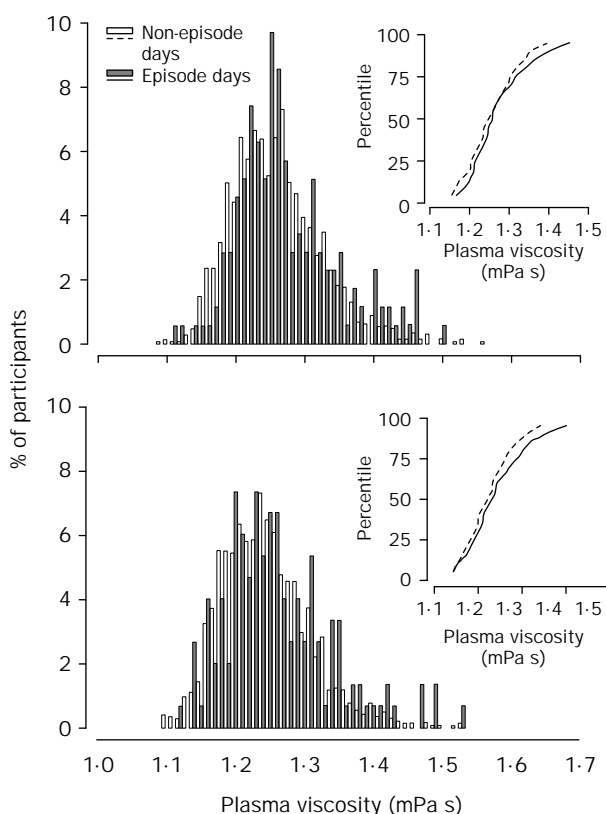 10
8
6
4
2
0
Non-episode
days
Episode days
100
75
50
25
0
Percentile
1·1 1·2 1·3 1·4 1·5
Plasma viscosity
(mPa s)
% of participants
10
8
6
4
2
0
100
75
50
25
0
Percentile
1·1 1·2 1·3 1·4 1·5
Plasma viscosity
(mPa s)
1·0 1·1 1·2 1·3 1·4 1·5 1·6 1·7
Plasma viscosity (mPa s)